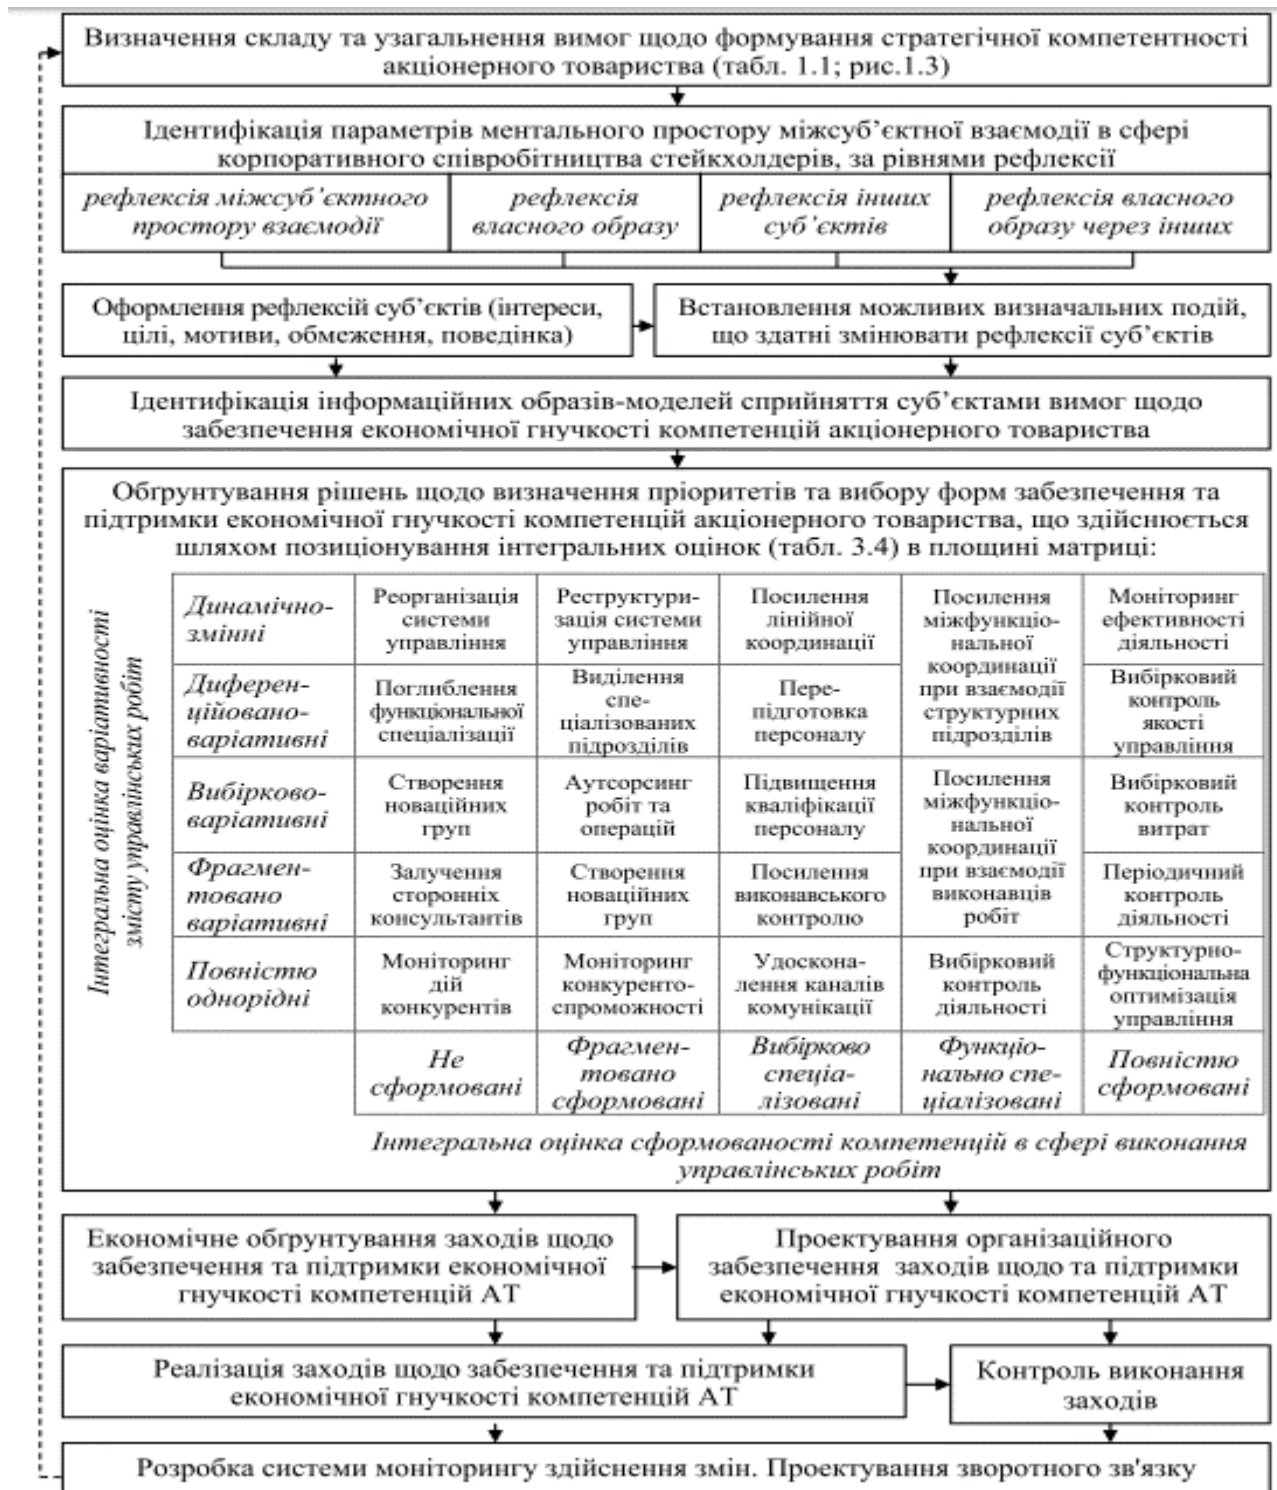 Визначення складу та узагальнення вимог щодо формування стратегічної компетентності
акціонерного товариства (табл. 1.1; рис.1.3)
Ідентифікація параметрів ментального простору міжсуб’єктної взаємодії в сфері
корпоративного співробітництва стейкхолдерів, за рівнями рефлексії
рефлексія міжсуб’єктного
простору взаємодії
рефлексія
власного образу
рефлексія інших
суб’єктів
рефлексія власного
образу через інших
Оформлення рефлексій суб’єктів (інтереси,
цілі, мотиви, обмеження, поведінка)
Встановлення можливих визначальних подій,
що здатні змінювати рефлексії суб’єктів
Ідентифікація інформаційних образів-моделей сприйняття суб’єктами вимог щодо
забезпечення економічної гнучкості компетенцій акціонерного товариства
Обґрунтування рішень щодо визначення пріоритетів та вибору форм забезпечення та
підтримки економічної гнучкості компетенцій акціонерного товариства, що здійснюється
шляхом позиціонування інтегральних оцінок (табл. 3.4) в площині матриці:
Інтегральна оцінка варіативності
змісту управлінських робіт
Динамічно-
змінні
Реорганізація
системи
управління
Реструктури-
зація системи
управління
Посилення
лінійної
координації
Посилення
міжфункціо-
нальної
координації
при взаємодії
структурних
підрозділів
Моніторинг
ефективності
діяльності
Диферен-
ційовано-
варіативні
Поглиблення
функціональної
спеціалізації
Виділення
спе-
ціалізованих
підрозділів
Пере-
підготовка
персоналу
Вибірковий
контроль
якості
управління
Вибірково-
варіативні
Створення
новаційних
груп
Аутсорсинг
робіт та
операцій
Підвищення
кваліфікації
персоналу
Посилення
міжфункціо-
нальної
координації
при взаємодії
виконавців
робіт
Вибірковий
контроль
витрат
Фрагмен-
товано
варіативні
Залучення
сторонніх
консультантів
Створення
новаційних
груп
Посилення
виконавського
контролю
Періодичний
контроль
діяльності
Повністю
однорідні
Моніторинг
дій
конкурентів
Моніторинг
конкуренто-
спроможності
Удоскона-
лення каналів
комунікації
Вибірковий
контроль
діяльності
Структурно-
функціональна
оптимізація
управління
Не
сформовані
Фрагмен-
товано
сформовані
Вибірково
спеціа-
лізовані
Функціо-
нально спе-
ціалізовані
Повністю
сформовані
Інтегральна оцінка сформованості компетенцій в сфері виконання
управлінських робіт
Економічне обґрунтування заходів щодо
забезпечення та підтримки економічної
гнучкості компетенцій АТ
Проектування організаційного
забезпечення заходів щодо та підтримки
економічної гнучкості компетенцій АТ
Реалізація заходів щодо забезпечення та підтримки
економічної гнучкості компетенцій АТ
Контроль виконання
заходів
Розробка системи моніторингу здійснення змін. Проектування зворотного зв'язку